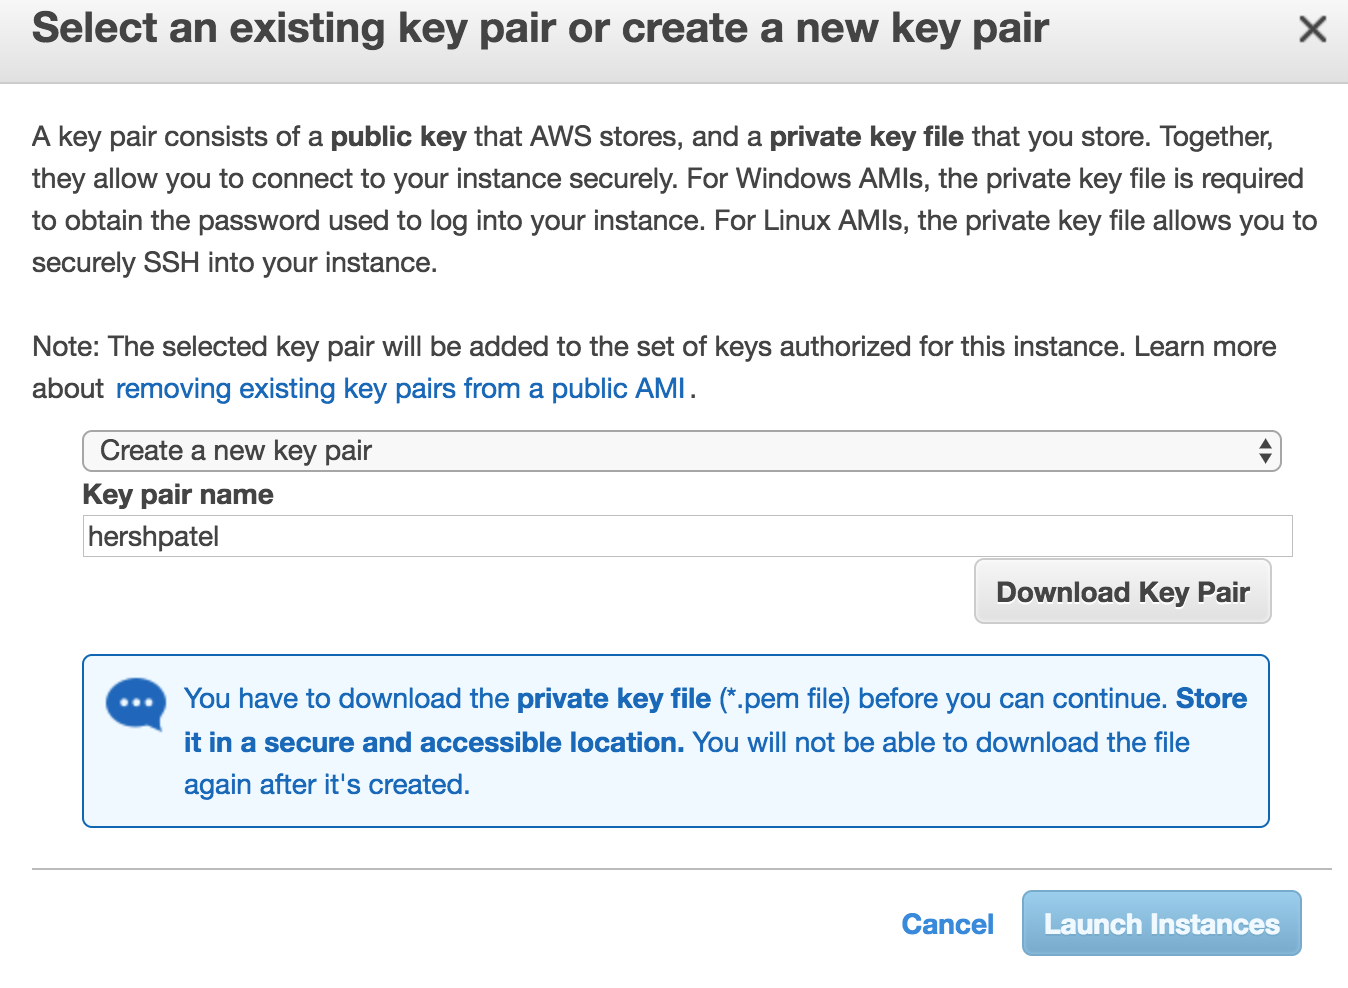 Select an existing key pair or create a new key pair
A key pair consists of a public key that AWS stores, and a private key file that you store. Together,
they allow you to connect to your instance securely. For Windows AMIs, the private key file is required
to obtain the password used to log into your instance. For Linux AMIs, the private key file allows you to
securely SSH into your instance.
Note: The selected key pair will be added to the set of keys authorized for this instance. Learn more
about removing existing key pairs from a public AMI.
Create a new key pair
Key pair name
hershpatel
Download Key Pair
You have to download the private key file (*.pem file) before you can continue. Store
it in a secure and accessible location. You will not be able to download the file
again after it's created.
Cancel Launch Instances